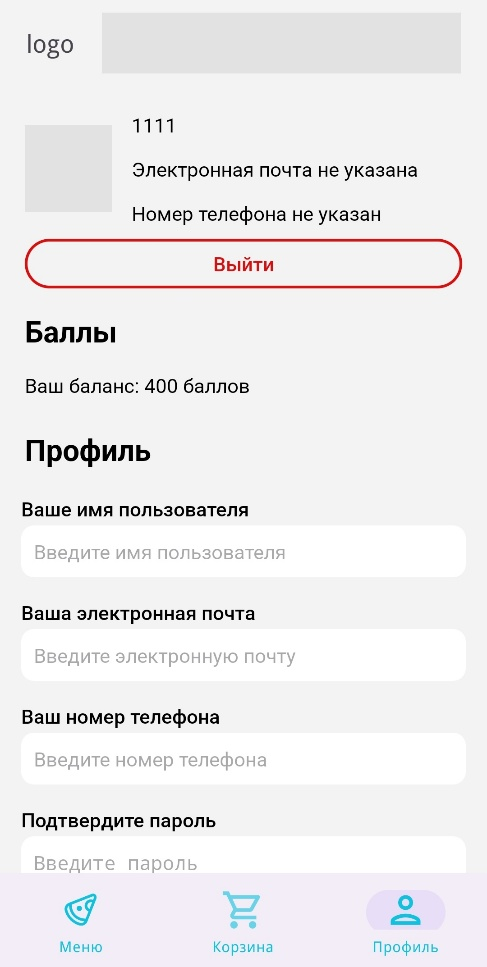 logo
1111
Электронная почта не указана
Номер телефона не указан
Выйти
Баллы
Ваш баланс: 400 баллов
Профиль
Ваше имя пользователя
Введите имя пользователя
Ваша электронная почта
Введите электронную почту
Ваш номер телефона
Введите номер телефона
Подтвердите пароль
Введите пароль
Меню Корзина Профиль